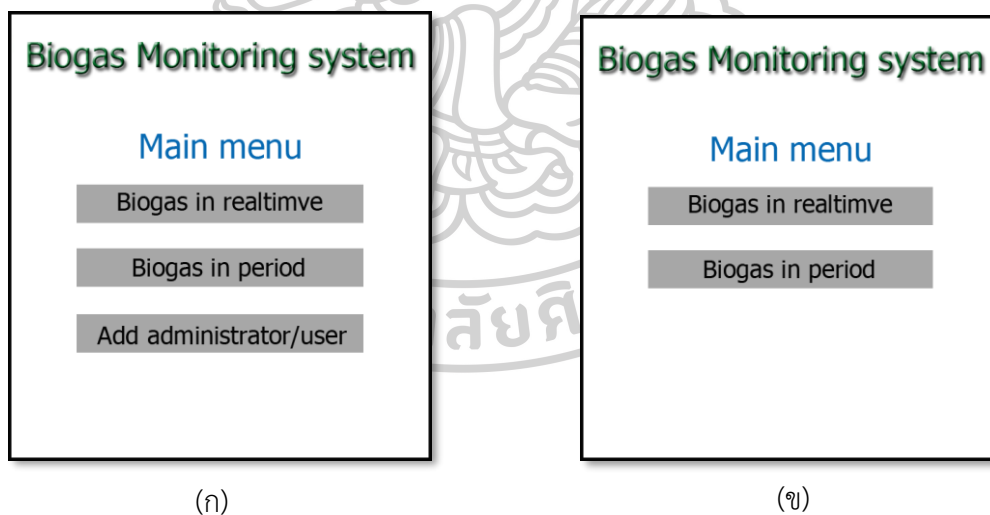 Biogas Monitoring system
Main menu
Biogas in realtimve
Biogas in period
Add administrator/user
(ก)
Biogas Monitoring system
Main menu
Biogas in realtimve
Biogas in period
(ข)